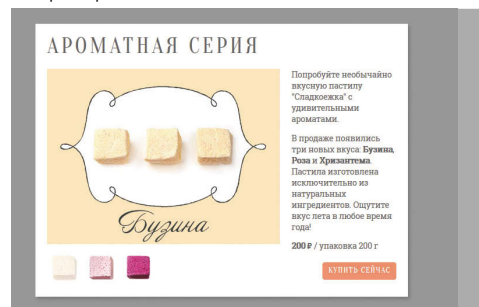 АРОМАТНАЯ СЕРИЯ
Попробуйте необычайно
вкусную пастилу
"Сладкоежка" с
удивительными
ароматами.
В продаже появились
три новых вкуса: Бузина,
Роза и Хризантема.
Пастила изготовлена
исключительно из
натуральных
ингредиентов. Ощутите
вкус лета в любое время
года!
Бузина
200 ₽ / упаковка 200 г
КУПИТЬ СЕЙЧАС